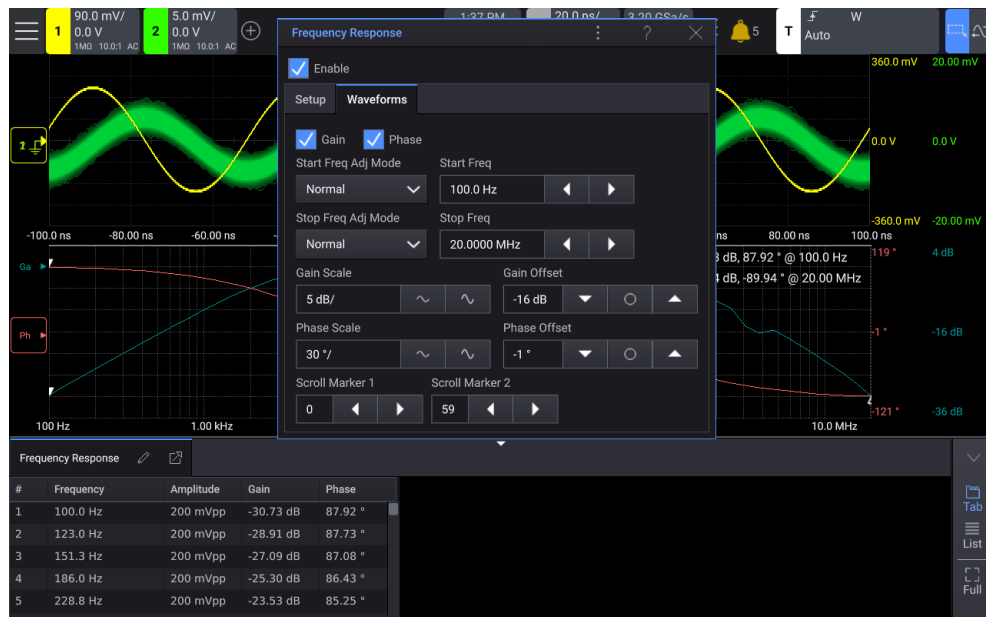 90.0 mV/ 5.0 mV/ 1:37 PM 20.0 ns/ 3.20 GSa/s W
1 0.0 V 2 0.0 V Frequency Response ? 5 T Auto
1MΩ 10.0:1 AC 1MΩ 10.0:1 AC
Enable 360.0 mV 20.00 mV
Setup Waveforms
Gain Phase 0.0 V 0.0 V
Start Freq Adj Mode Start Freq
Normal 100.0 Hz
Stop Freq Adj Mode Stop Freq -360.0 mV -20.00 mV
-100.0 ns -80.00 ns -60.00 ns ns 80.00 ns 100.0 ns
Normal 20.0000 MHz
dB, 87.92 ° @ 100.0 Hz 119 ° 4 dB
Ga Gain Scale Gain Offset dB, -89.94 ° @ 20.00 MHz
5 dB/ -16 dB
Phase Scale Phase Offset
Ph -1 ° -16 dB
30 °/ -1 °
Scroll Marker 1 Scroll Marker 2
0 59 -121 ° -36 dB
100 Hz 1.00 kHz 10.0 MHz
Frequency Response
# Frequency Amplitude Gain Phase
1 100.0 Hz 200 mVpp -30.73 dB 87.92 ° Tab
2 123.0 Hz 200 mVpp -28.91 dB 87.73 °
3 151.3 Hz 200 mVpp -27.09 dB 87.08 ° List
4 186.0 Hz 200 mVpp -25.30 dB 86.43 °
5 228.8 Hz 200 mVpp -23.53 dB 85.25 ° Full